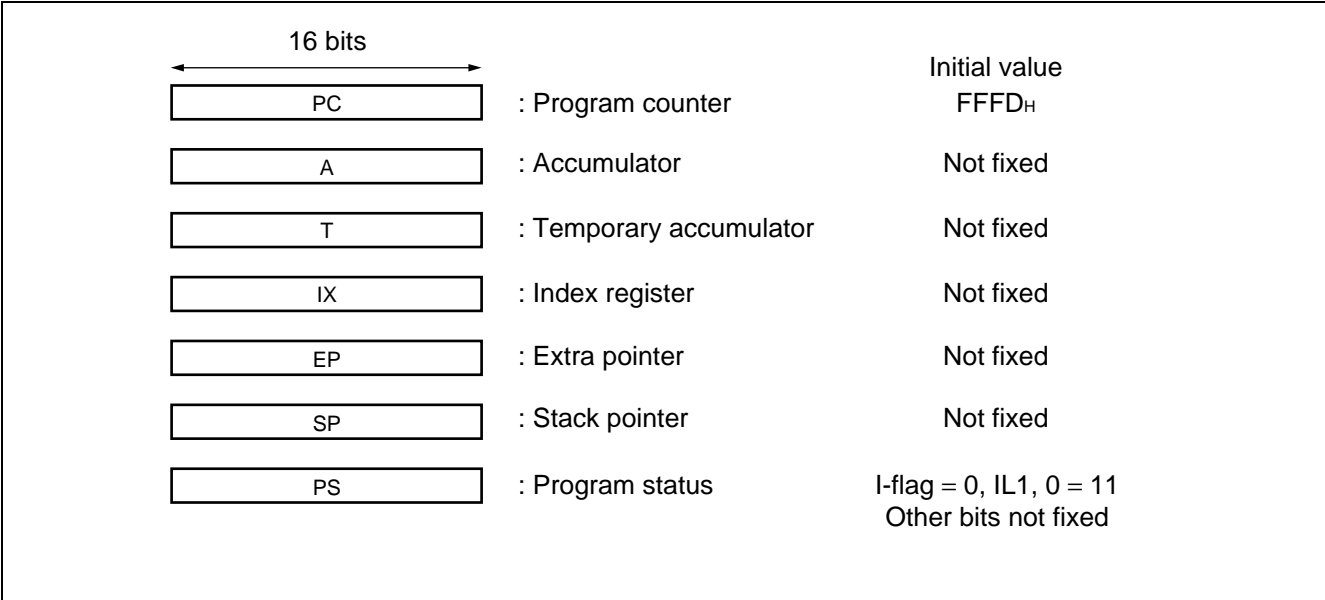 16 bits
Initial value
PC : Program counter FFFDH
A : Accumulator Not fixed
T : Temporary accumulator Not fixed
IX : Index register Not fixed
EP : Extra pointer Not fixed
SP : Stack pointer Not fixed
PS : Program status I-flag = 0, IL1, 0 = 11
Other bits not fixed